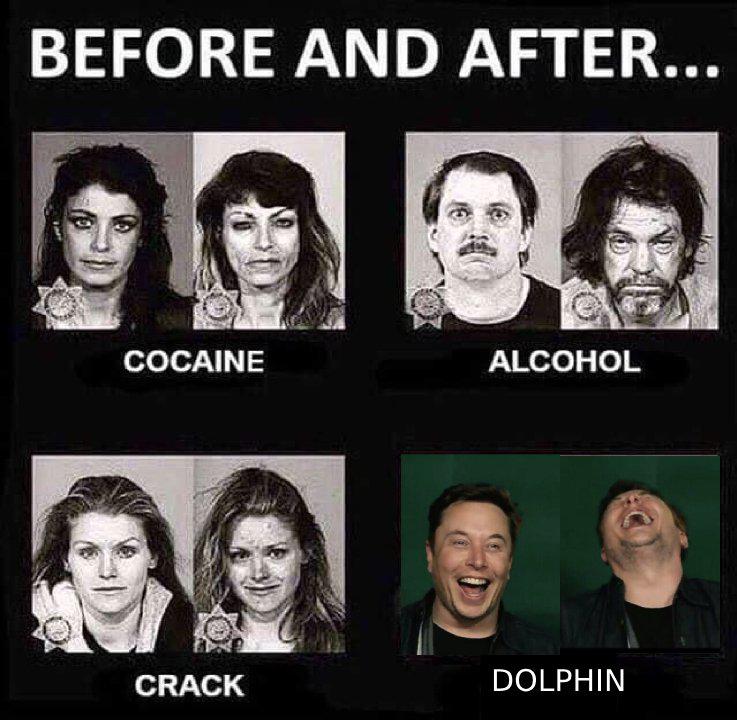 BEFORE AND AFTER...
COCAINE
ALCOHOL
CRACK
DOLPHIN